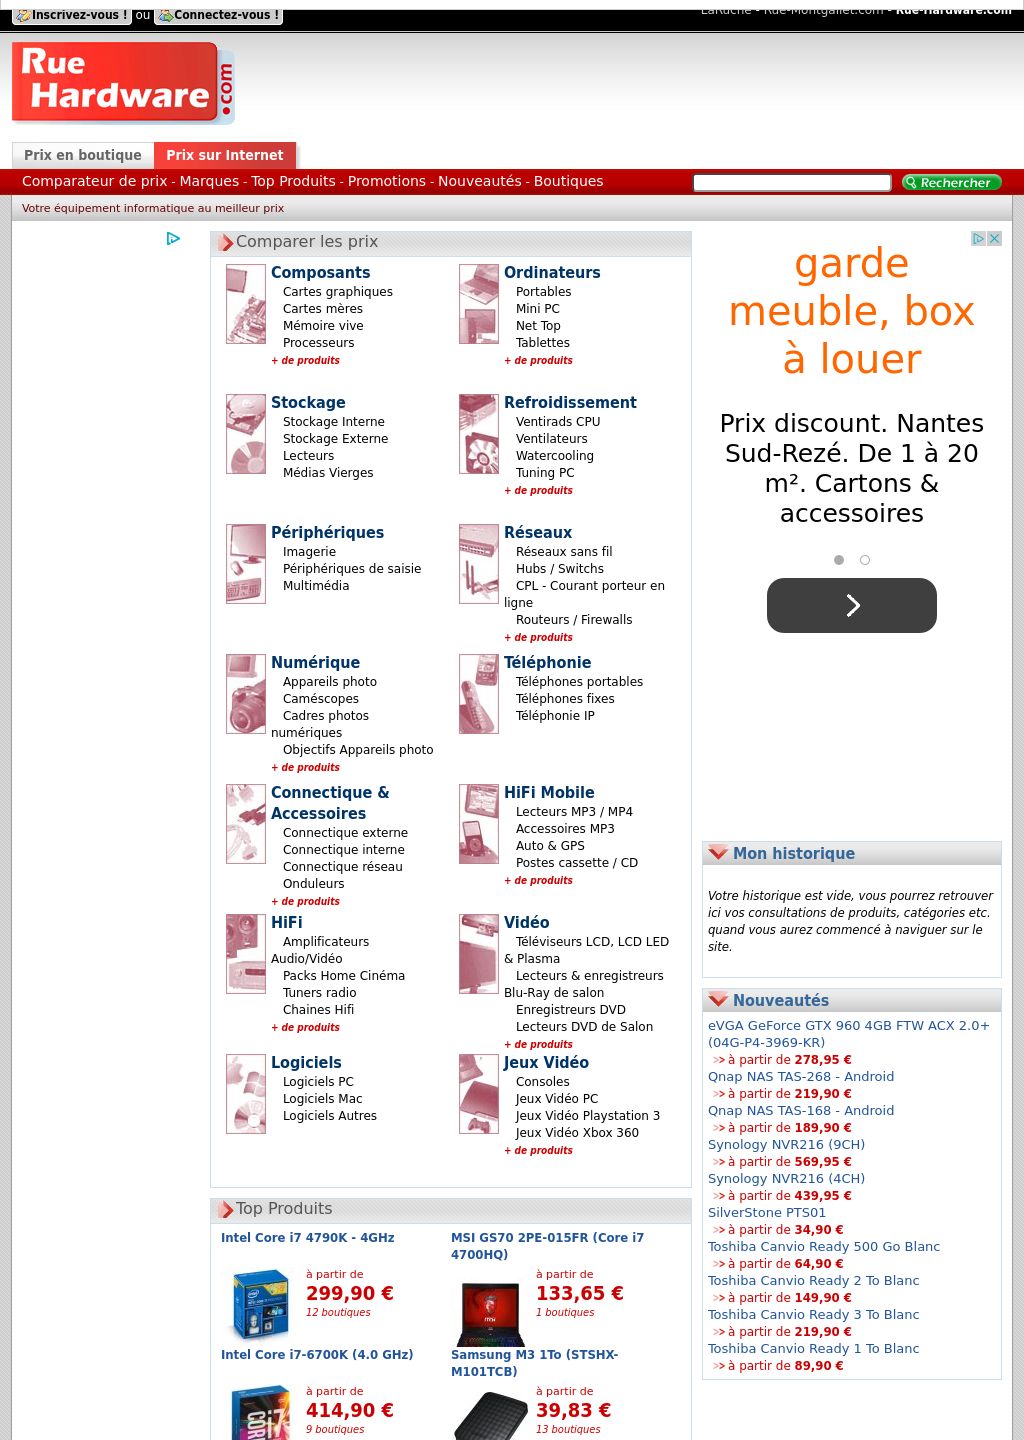 Inscrivez-vous ! ou Connectez-vous !
LaRuche - Rue-Montgallet.com - Rue-Hardware.com
Rue
Hardware
.com
Prix en boutique
Prix sur Internet
Comparateur de prix - Marques - Top Produits - Promotions - Nouveautés - Boutiques
Rechercher
Votre équipement informatique au meilleur prix
Comparer les prix
Composants
Cartes graphiques
Cartes mères
Mémoire vive
Processeurs
+ de produits
Ordinateurs
Portables
Mini PC
Net Top
Tablettes
+ de produits
Stockage
Stockage Interne
Stockage Externe
Lecteurs
Médias Vierges
Refroidissement
Ventirads CPU
Ventilateurs
Watercooling
Tuning PC
+ de produits
Périphériques
Imagerie
Périphériques de saisie
Multimédia
Réseaux
Réseaux sans fil
Hubs / Switchs
CPL - Courant porteur en
ligne
Routeurs / Firewalls
+ de produits
Numérique
Appareils photo
Caméscopes
Cadres photos
numériques
Objectifs Appareils photo
+ de produits
Téléphonie
Téléphones portables
Téléphones fixes
Téléphonie IP
Connectique &
Accessoires
Connectique externe
Connectique interne
Connectique réseau
Onduleurs
+ de produits
HiFi Mobile
Lecteurs MP3 / MP4
Accessoires MP3
Auto & GPS
Postes cassette / CD
+ de produits
HiFi
Amplificateurs
Audio/Vidéo
Packs Home Cinéma
Tuners radio
Chaines Hifi
+ de produits
Vidéo
Téléviseurs LCD, LCD LED
& Plasma
Lecteurs & enregistreurs
Blu-Ray de salon
Enregistreurs DVD
Lecteurs DVD de Salon
+ de produits
Logiciels
Logiciels PC
Logiciels Mac
Logiciels Autres
Jeux Vidéo
Consoles
Jeux Vidéo PC
Jeux Vidéo Playstation 3
Jeux Vidéo Xbox 360
+ de produits
Top Produits
Intel Core i7 4790K - 4GHz
à partir de
299,90 €
12 boutiques
MSI GS70 2PE-015FR (Core i7
4700HQ)
à partir de
133,65 €
1 boutiques
Intel Core i7-6700K (4.0 GHz)
à partir de
414,90 €
9 boutiques
Samsung M3 1To (STSHX-
M101TCB)
à partir de
39,83 €
13 boutiques
garde
meuble, box
à louer
Prix discount. Nantes
Sud-Rezé. De 1 à 20
m². Cartons &
accessoires
Mon historique
Votre historique est vide, vous pourrez retrouver
ici vos consultations de produits, catégories etc.
quand vous aurez commencé à naviguer sur le
site.
Nouveautés
eVGA GeForce GTX 960 4GB FTW ACX 2.0+
(04G-P4-3969-KR)
>> à partir de 278,95 €
Qnap NAS TAS-268 - Android
>> à partir de 219,90 €
Qnap NAS TAS-168 - Android
>> à partir de 189,90 €
Synology NVR216 (9CH)
>> à partir de 569,95 €
Synology NVR216 (4CH)
>> à partir de 439,95 €
SilverStone PTS01
>> à partir de 34,90 €
Toshiba Canvio Ready 500 Go Blanc
>> à partir de 64,90 €
Toshiba Canvio Ready 2 To Blanc
>> à partir de 149,90 €
Toshiba Canvio Ready 3 To Blanc
>> à partir de 219,90 €
Toshiba Canvio Ready 1 To Blanc
>> à partir de 89,90 €